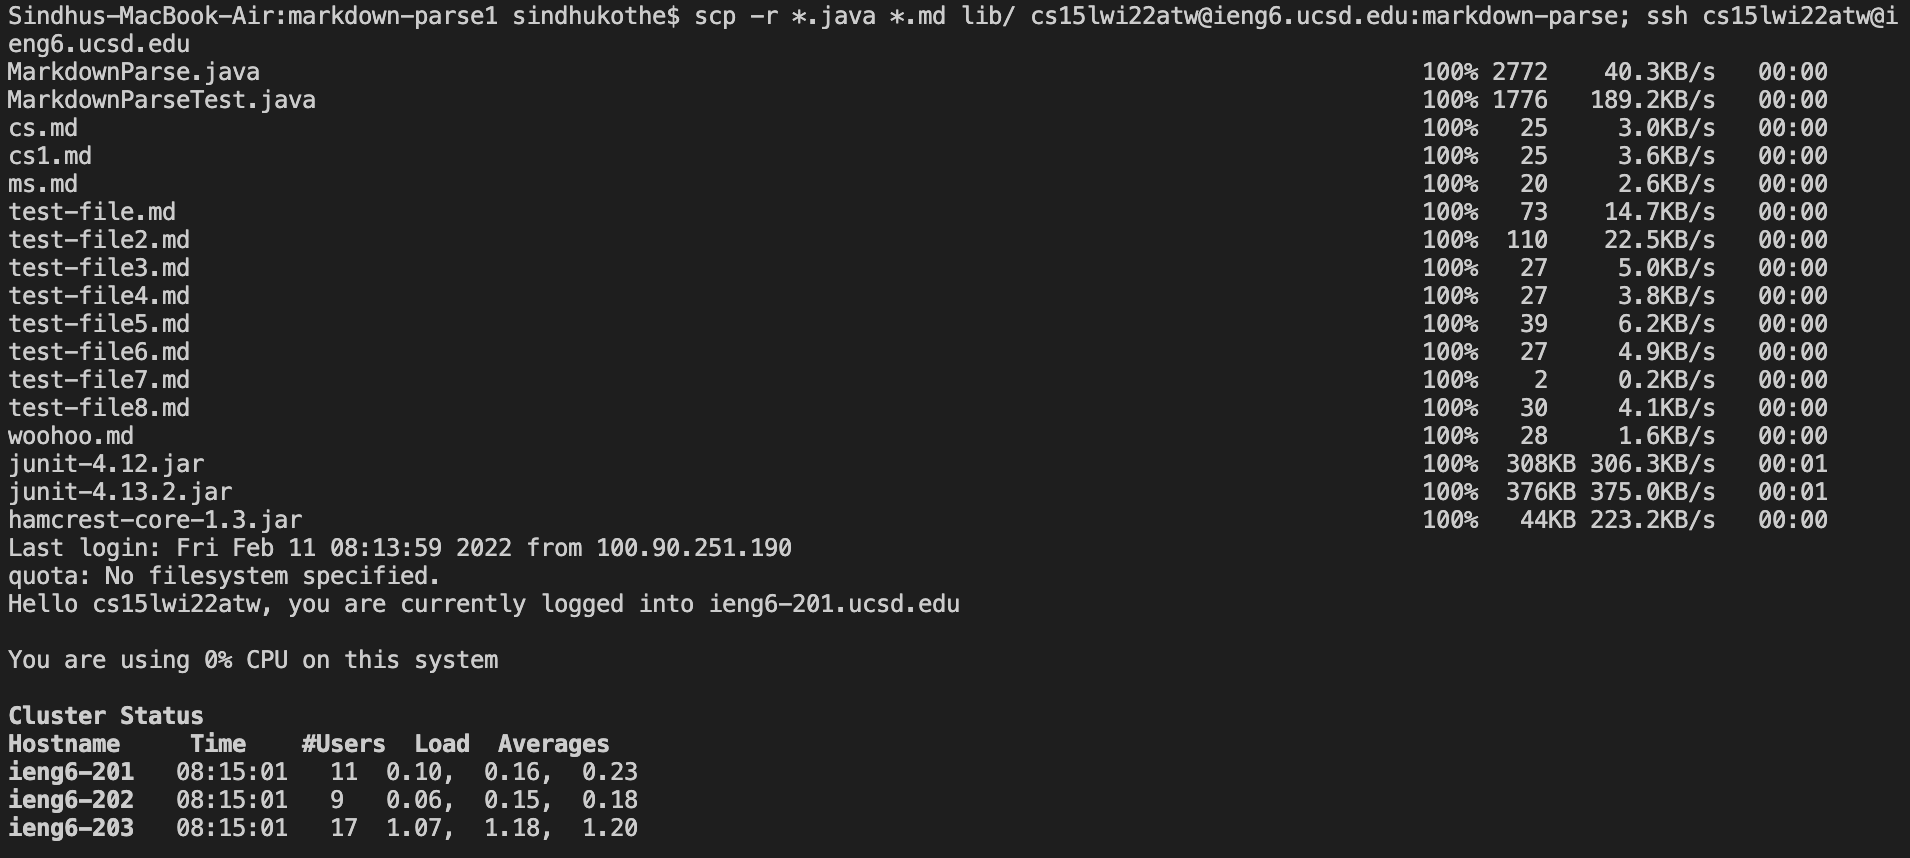 Sindhus-MacBook-Air:markdown-parse1 sindhukothe$ scp -r *.java *.md lib/ cs15lwi22atw@ieng6.ucsd.edu:markdown-parse; ssh cs15lwi22atw@i
eng6.ucsd.edu
MarkdownParse.java 100% 2772 40.3KB/s 00:00
MarkdownParseTest.java 100% 1776 189.2KB/s 00:00
cs.md 100% 25 3.0KB/s 00:00
cs1.md 100% 25 3.6KB/s 00:00
ms.md 100% 20 2.6KB/s 00:00
test-file.md 100% 73 14.7KB/s 00:00
test-file2.md 100% 110 22.5KB/s 00:00
test-file3.md 100% 27 5.0KB/s 00:00
test-file4.md 100% 27 3.8KB/s 00:00
test-file5.md 100% 39 6.2KB/s 00:00
test-file6.md 100% 27 4.9KB/s 00:00
test-file7.md 100% 2 0.2KB/s 00:00
test-file8.md 100% 30 4.1KB/s 00:00
woohoo.md 100% 28 1.6KB/s 00:00
junit-4.12.jar 100% 308KB 306.3KB/s 00:01
junit-4.13.2.jar 100% 376KB 375.0KB/s 00:01
hamcrest-core-1.3.jar 100% 44KB 223.2KB/s 00:00
Last login: Fri Feb 11 08:13:59 2022 from 100.90.251.190
quota: No filesystem specified.
Hello cs15lwi22atw, you are currently logged into ieng6-201.ucsd.edu
You are using 0% CPU on this system
Cluster Status
Hostname Time #Users Load Averages
ieng6-201 08:15:01 11 0.10, 0.16, 0.23
ieng6-202 08:15:01 9 0.06, 0.15, 0.18
ieng6-203 08:15:01 17 1.07, 1.18, 1.20